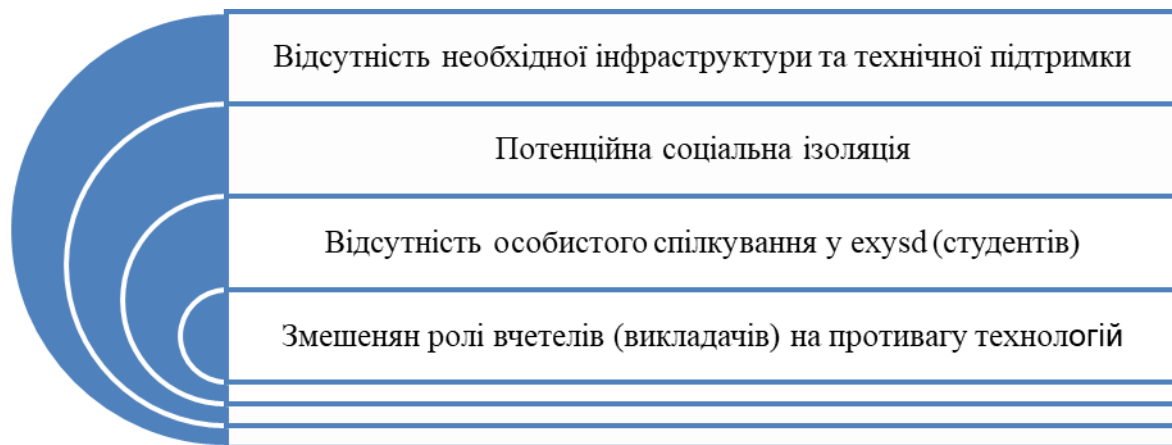 Відсутність необхідної інфраструктури та технічної підтримки
Потенційна соціальна ізоляція
Відсутність особистого спілкування у exysd (студентів)
Змешенян ролі вчетелів (викладачів) на противагу технологій